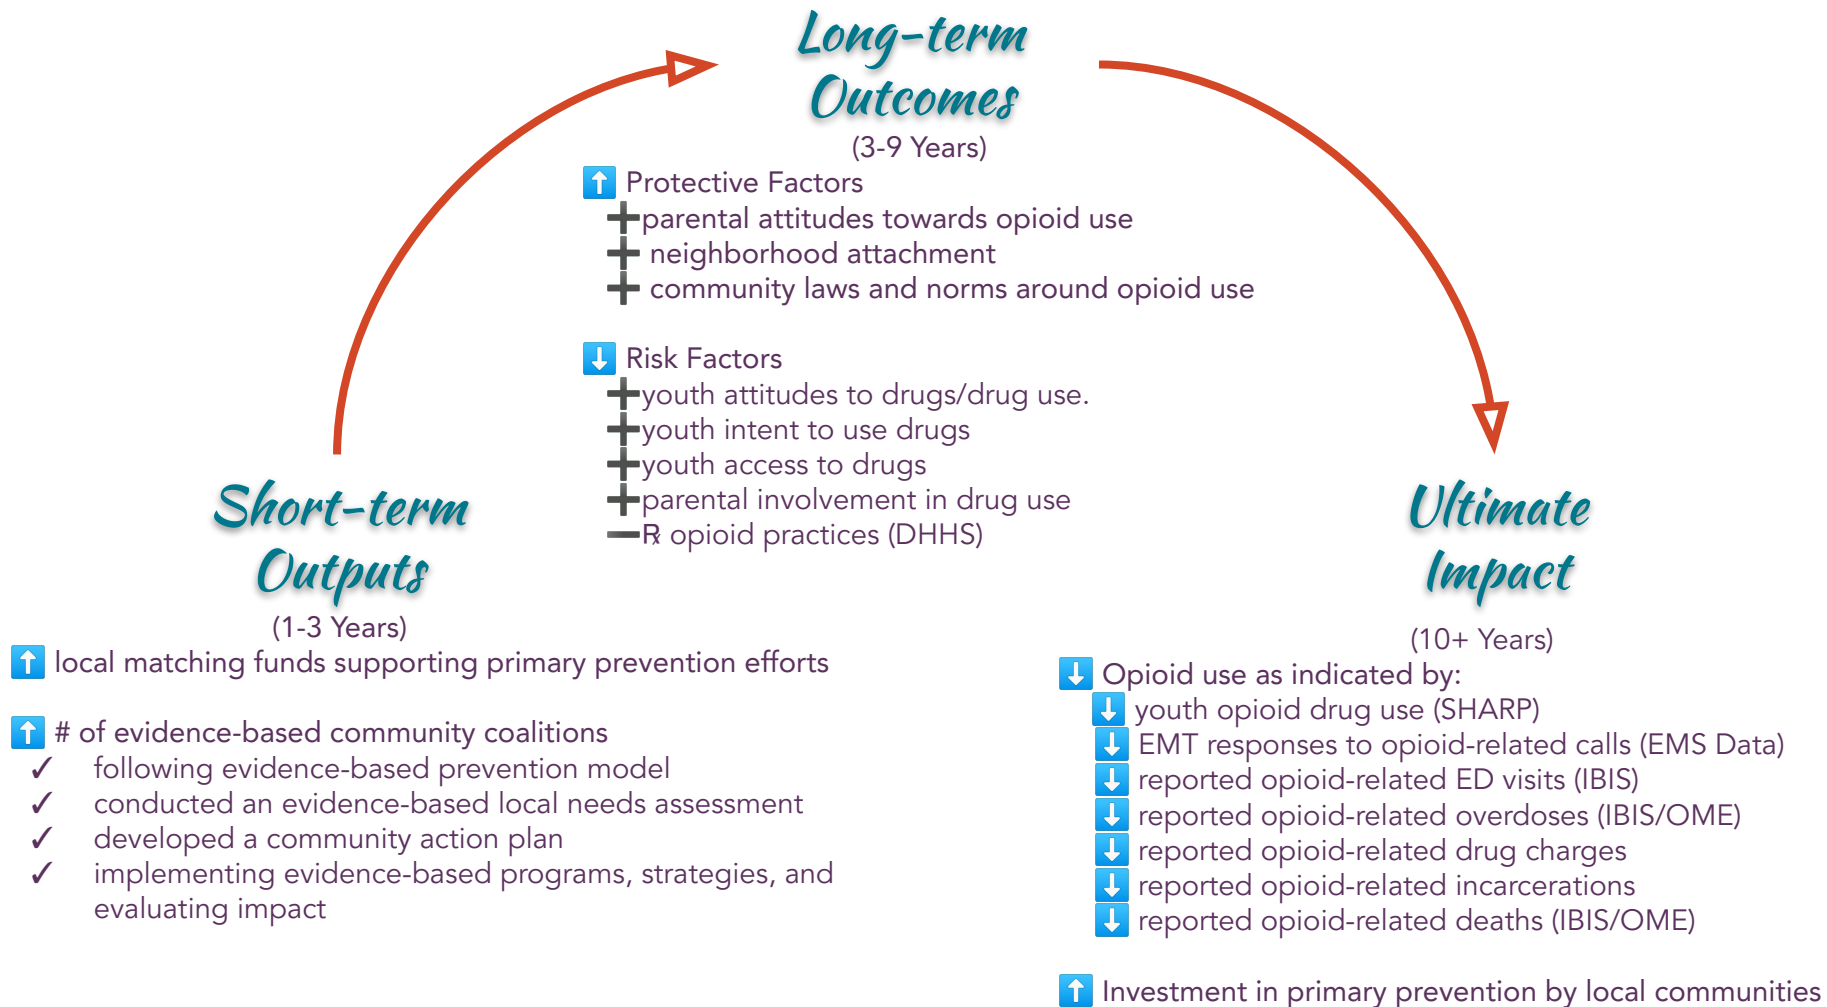 Long-term
Outcomes
(3-9 Years)
⬆ Protective Factors
➕parental attitudes towards opioid use
➕ neighborhood attachment
➕ community laws and norms around opioid use
⬇ Risk Factors
➕youth attitudes to drugs/drug use.
➕youth intent to use drugs
➕youth access to drugs
➕parental involvement in drug use
➖℞ opioid practices (DHHS)
Short-term
Outputs
(1-3 Years)
⬆ local matching funds supporting primary prevention efforts
⬆ # of evidence-based community coalitions
✓ following evidence-based prevention model
✓ conducted an evidence-based local needs assessment
✓ developed a community action plan
✓ implementing evidence-based programs, strategies, and
evaluating impact
Ultimate
Impact
(10+ Years)
⬇ Opioid use as indicated by:
⬇ youth opioid drug use (SHARP)
⬇ EMT responses to opioid-related calls (EMS Data)
⬇ reported opioid-related ED visits (IBIS)
⬇ reported opioid-related overdoses (IBIS/OME)
⬇ reported opioid-related drug charges
⬇ reported opioid-related incarcerations
⬇ reported opioid-related deaths (IBIS/OME)
⬆ Investment in primary prevention by local communities